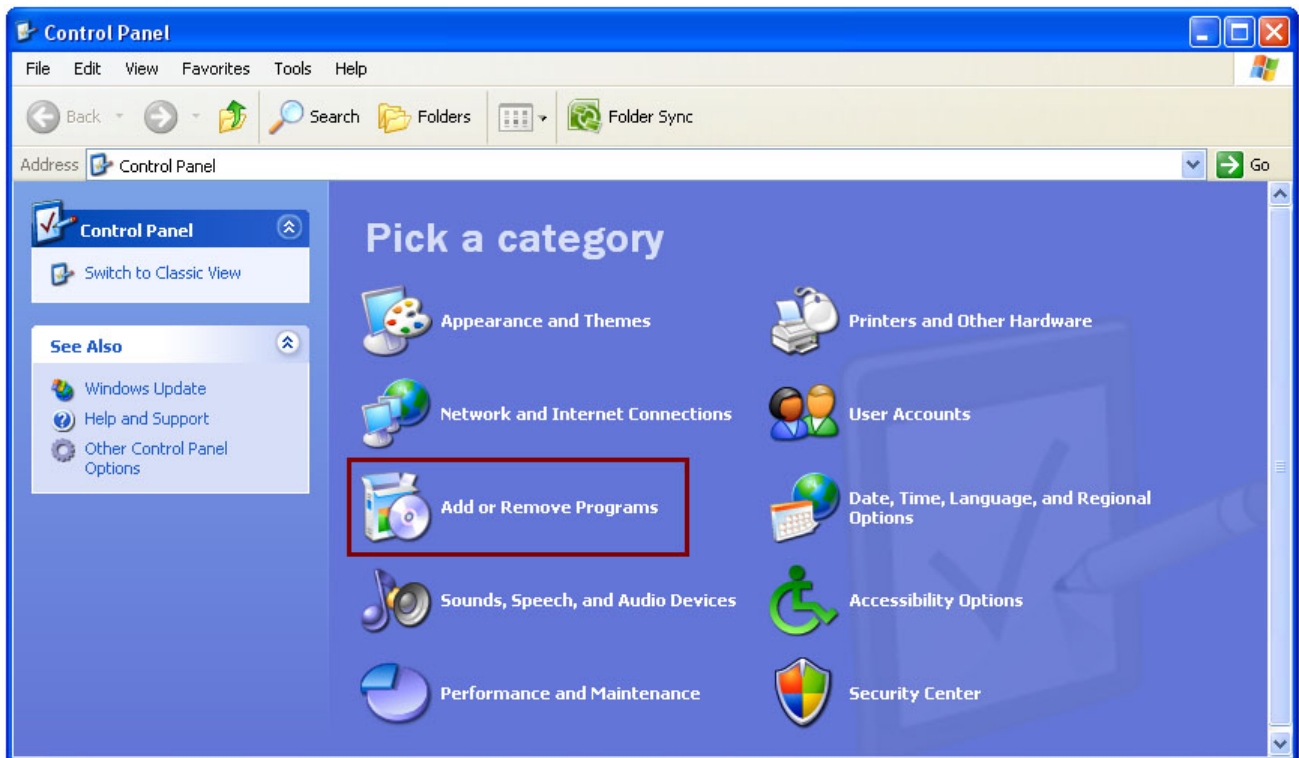 Control Panel
File Edit View Favorites Tools Help
Back Search Folders Folder Sync
Address Control Panel Go
Control Panel
Switch to Classic View
See Also
Windows Update
Help and Support
Other Control Panel
Options
Pick a category
Appearance and Themes
Printers and Other Hardware
Network and Internet Connections
User Accounts
Add or Remove Programs
Date, Time, Language, and Regional
Options
Sounds, Speech, and Audio Devices
Accessibility Options
Performance and Maintenance
Security Center